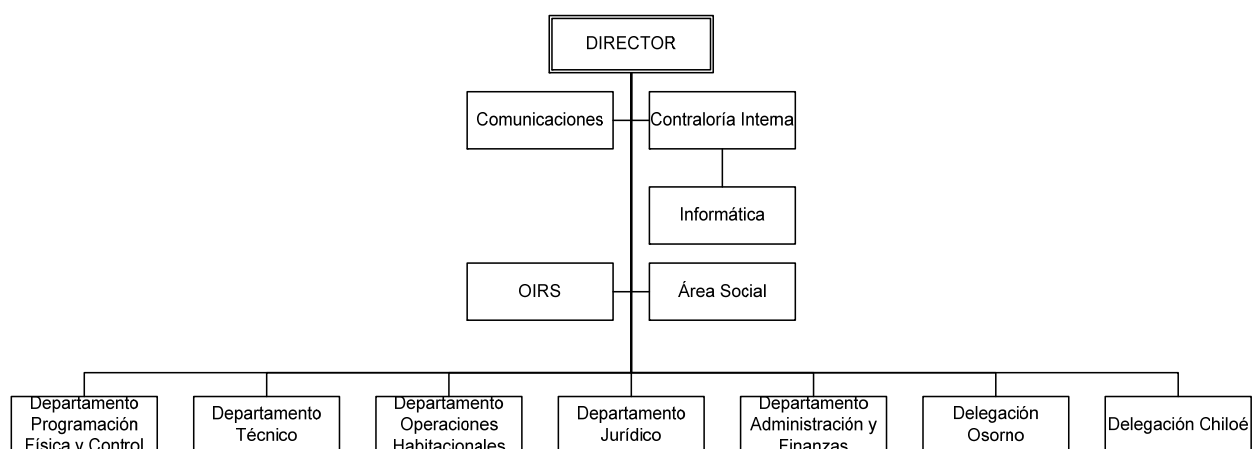 DIRECTOR
Comunicaciones
Contraloría Interna
Informática
OIRS
Área Social
Departamento
Programación
Física y Control
Departamento
Técnico
Departamento
Operaciones
Habitacionales
Departamento
Jurídico
Departamento
Administración y
Finanzas
Delegación
Osorno
Delegación Chiloé